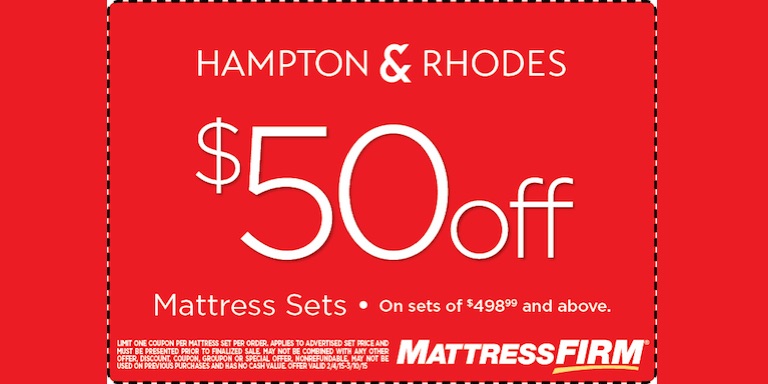 HAMPTON & RHODES
$50off
Mattress Sets • On sets of $498⁹⁹ and above.
LIMIT ONE COUPON PER MATTRESS SET PER ORDER. APPLIES TO ADVERTISED SET PRICE AND
MUST BE PRESENTED PRIOR TO FINALIZED SALE. MAY NOT BE COMBINED WITH ANY OTHER
OFFER, DISCOUNT, COUPON, GROUPON OR SPECIAL OFFER, NONREFUNDABLE, MAY NOT BE
USED ON PREVIOUS PURCHASES AND HAS NO CASH VALUE. OFFER VALID 2/4/15-3/10/15
MATTRESSFIRM®